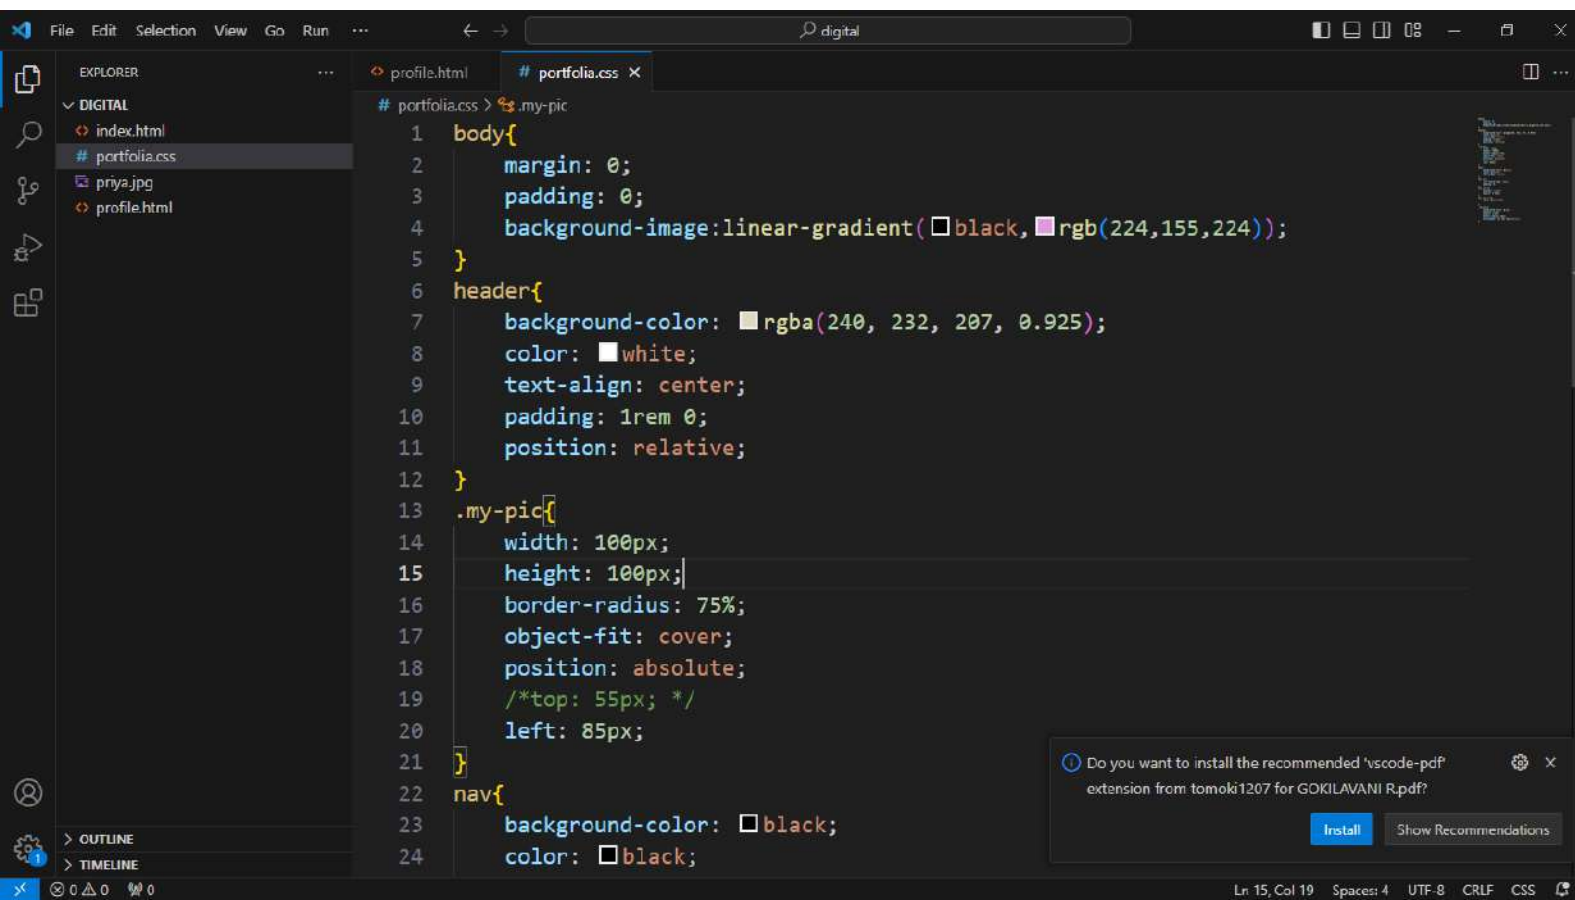 File Edit Selection View Go Run ··· digital
EXPLORER ···
DIGITAL
index.html
# portfolia.css
priya.jpg
profile.html
OUTLINE
TIMELINE
profile.html # portfolia.css
# portfolia.css > .my-pic
1 body{
2 margin: 0;
3 padding: 0;
4 background-image:linear-gradient(black,rgb(224,155,224));
5 }
6 header{
7 background-color: rgba(240, 232, 207, 0.925);
8 color: white;
9 text-align: center;
10 padding: 1rem 0;
11 position: relative;
12 }
13 .my-pic{
14 width: 100px;
15 height: 100px;
16 border-radius: 75%;
17 object-fit: cover;
18 position: absolute;
19 /*top: 55px; */
20 left: 85px;
21 }
22 nav{
23 background-color: black;
24 color: black;
Do you want to install the recommended 'vscode-pdf'
extension from tomoki1207 for GOKILAVANI R.pdf?
Install Show Recommendations
1
0 0 0 Ln 15, Col 19 Spaces: 4 UTF-8 CRLF CSS